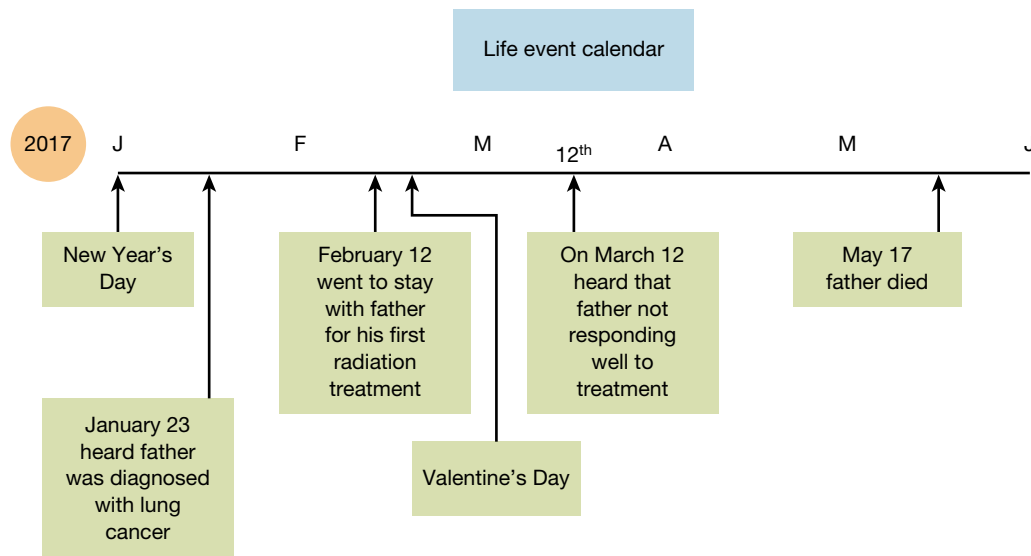 Life event calendar
2017
J
F
M
12th
A
M
J
New Year's
Day
February 12
went to stay
with father
for his first
radiation
treatment
On March 12
heard that
father not
responding
well to
treatment
May 17
father died
January 23
heard father
was diagnosed
with lung
cancer
Valentine's Day